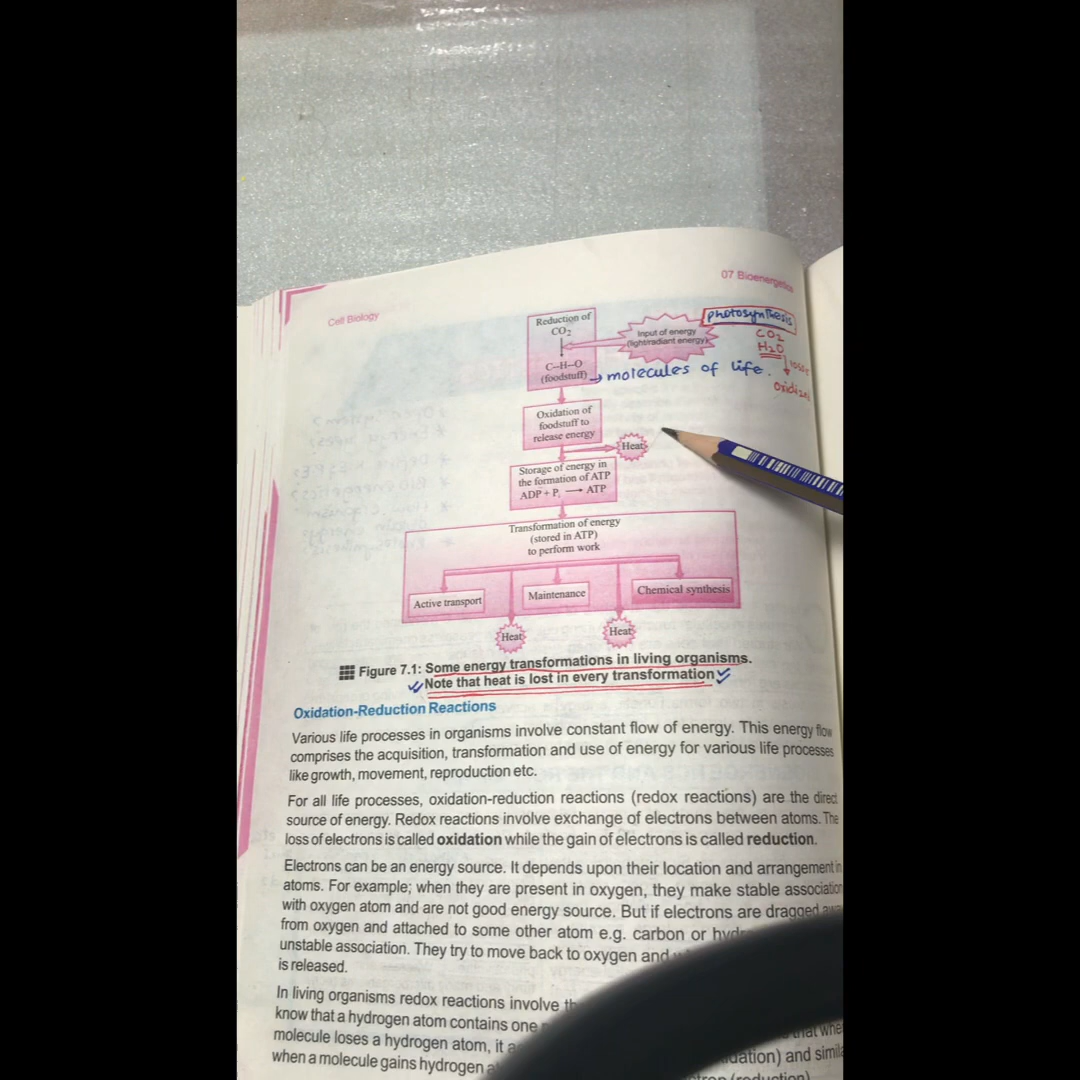 07 Bioenergetics
Cell Biology
Reduction of
CO₂
C–H–O
(foodstuff)
Input of energy
(light/radiant energy)
photosynthesis
CO₂
H₂O
→ molecules of life.
Oxidation of
foodstuff to
release energy
Heat
Storage of energy in
the formation of ATP
ADP + Pᵢ → ATP
Transformation of energy
(stored in ATP)
to perform work
Active transport
Maintenance
Chemical synthesis
Heat
Heat
Figure 7.1: Some energy transformations in living organisms.
Note that heat is lost in every transformation
Oxidation-Reduction Reactions
Various life processes in organisms involve constant flow of energy. This energy flow
comprises the acquisition, transformation and use of energy for various life processes
like growth, movement, reproduction etc.
For all life processes, oxidation-reduction reactions (redox reactions) are the direct
source of energy. Redox reactions involve exchange of electrons between atoms. The
loss of electrons is called oxidation while the gain of electrons is called reduction.
Electrons can be an energy source. It depends upon their location and arrangement in
atoms. For example; when they are present in oxygen, they make stable association
with oxygen atom and are not good energy source. But if electrons are dragged
from oxygen and attached to some other atom e.g. carbon or
unstable association. They try to move back to oxygen and
is released.
In living organisms redox reactions involve
know that a hydrogen atom contains one
molecule loses a hydrogen atom, it
when a molecule gains hydrogen